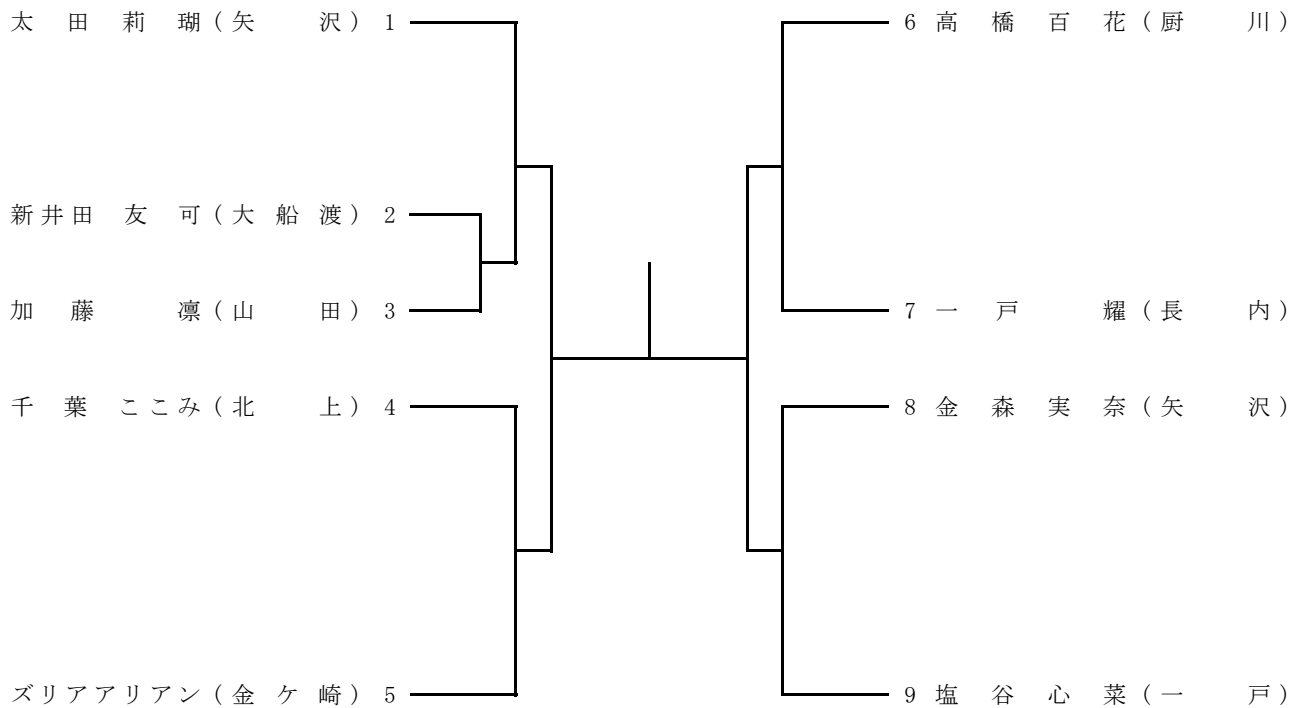 太田莉瑚(矢沢) 1
新井田友可(大船渡) 2
加藤凛(山田) 3
千葉ここみ(北上) 4
ズリアアリアン(金ケ崎) 5
6 高橋百花(厨川)
7 一戸耀(長内)
8 金森実奈(矢沢)
9 塩谷心菜(一戸)